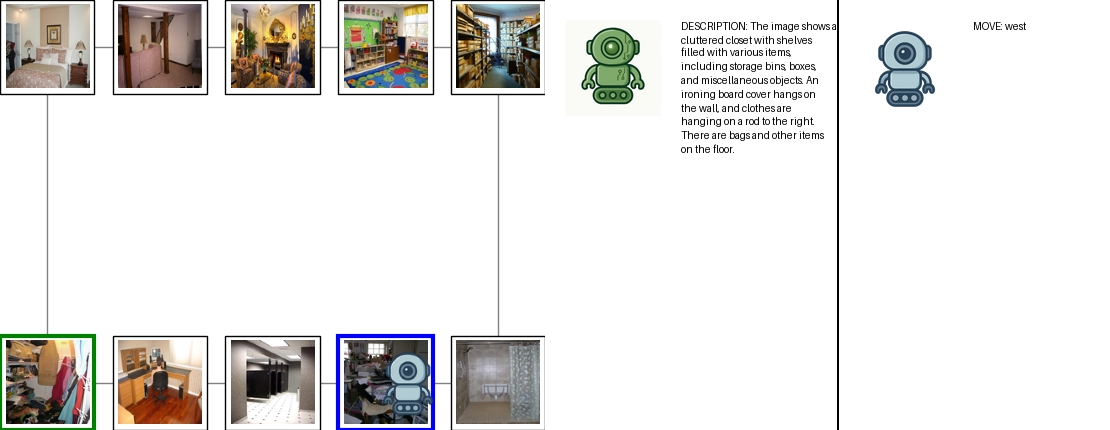 DESCRIPTION: The image shows a
cluttered closet with shelves
filled with various items,
including storage bins, boxes,
and miscellaneous objects. An
ironing board cover hangs on
the wall, and clothes are
hanging on a rod to the right.
There are bags and other items
on the floor.
MOVE: west